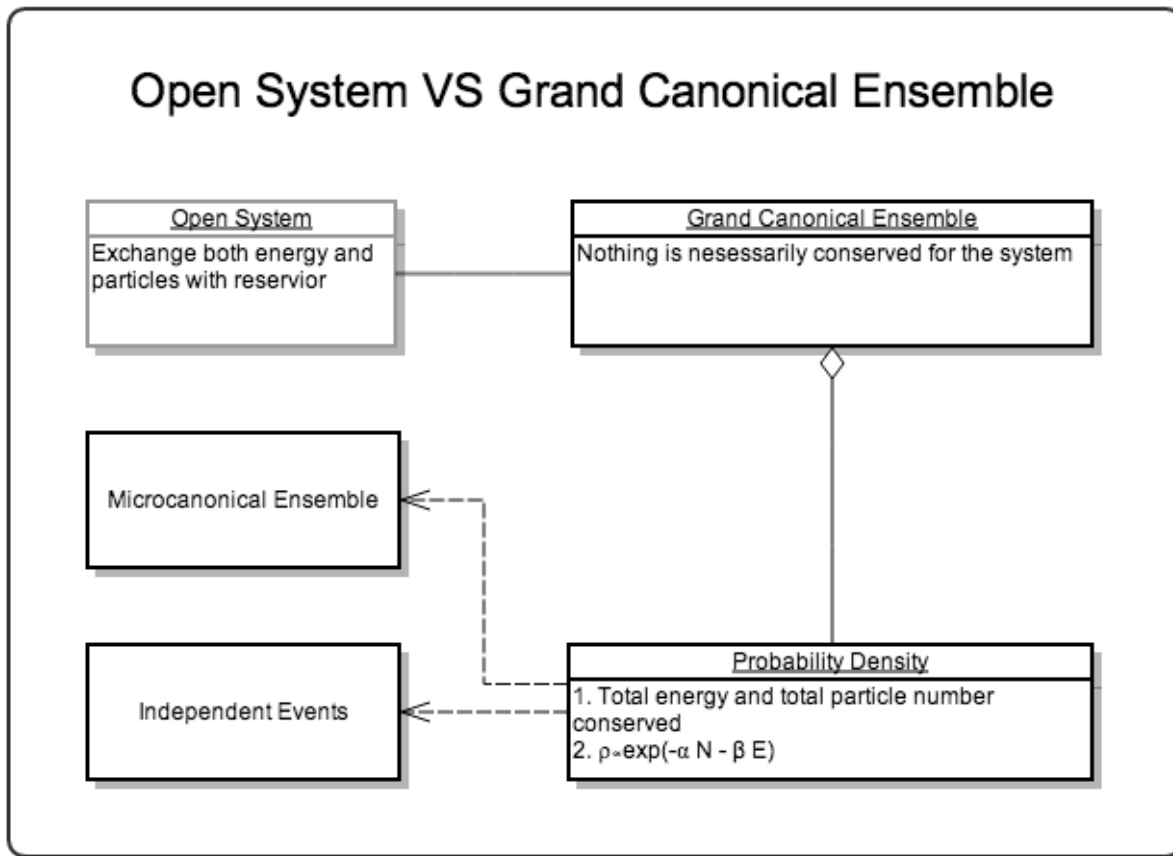 Open System VS Grand Canonical Ensemble
Open System
Exchange both energy and
particles with reservior
Grand Canonical Ensemble
Nothing is nesessarily conserved for the system
Microcanonical Ensemble
Independent Events
Probability Density
1. Total energy and total particle number
conserved
2. ρ∝exp(-α N - β E)